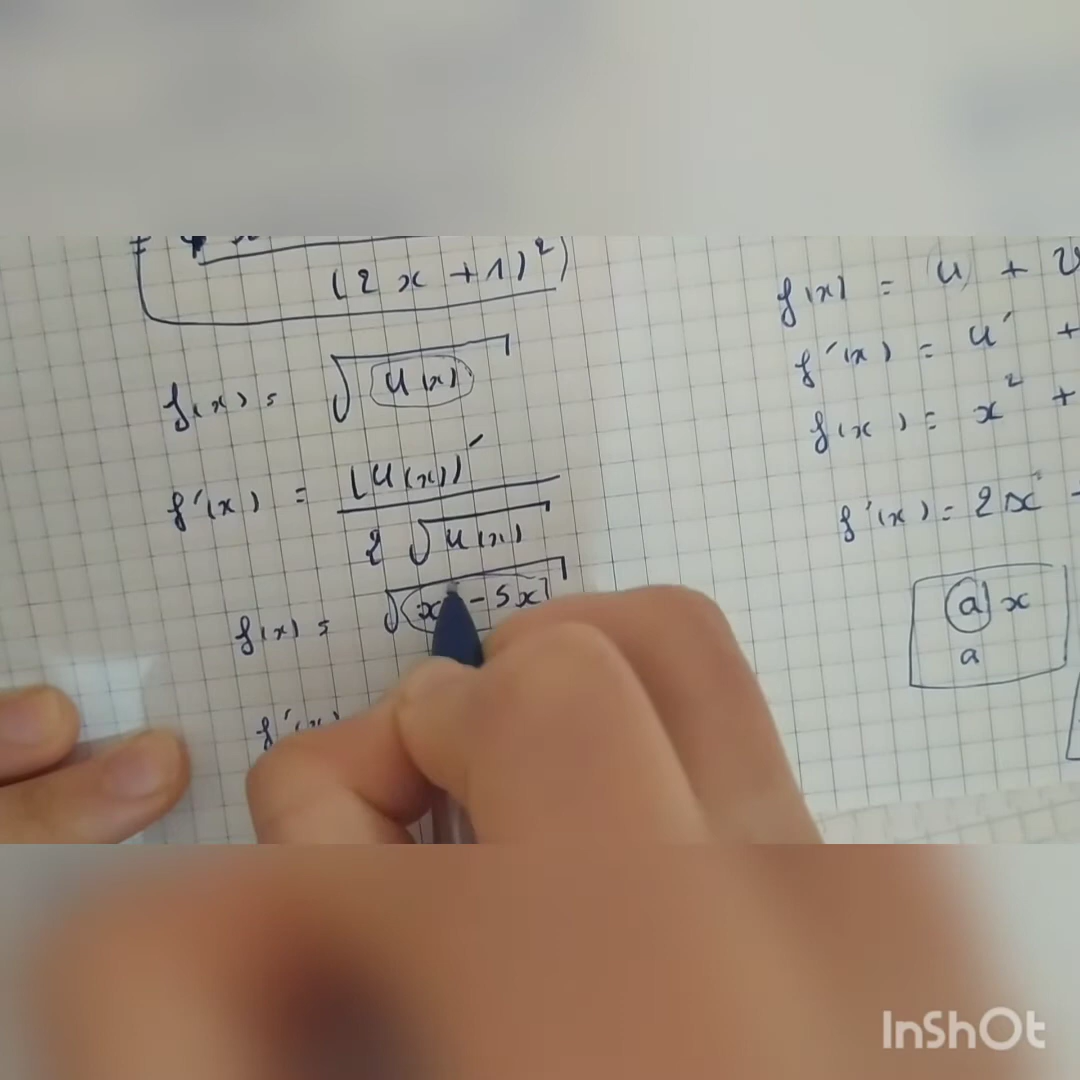 (2x + 1)²
f(x) = √u(x)
f'(x) = (u(x))' / 2√u(x)
f(x) = √x - 5x
f'(x)
f(x) = u + v
f'(x) = u' +
f(x) = x² +
f'(x) = 2x
a x
a
InShOt